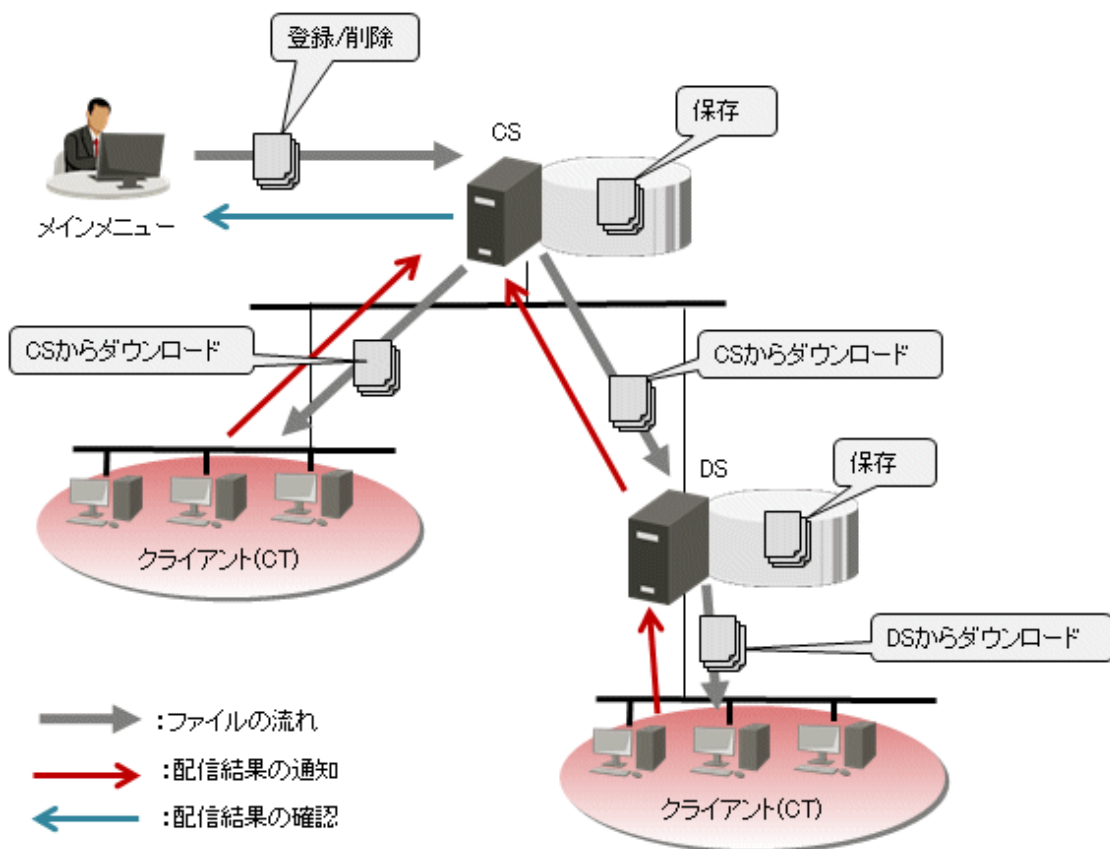 登録/削除
保存
CS
メインメニュー
CSからダウンロード
CSからダウンロード
DS
保存
クライアント(CT)
DSからダウンロード
:ファイルの流れ
:配信結果の通知
:配信結果の確認
クライアント(CT)